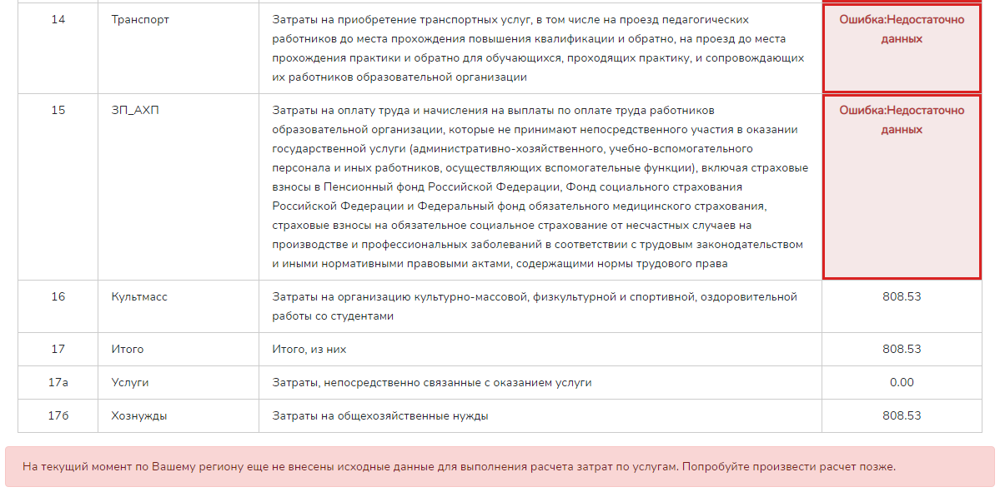 14 Транспорт Затраты на приобретение транспортных услуг, в том числе на проезд педагогических Ошибка:Недостаточно
работников до места прохождения повышения квалификации и обратно, на проезд до места данных
прохождения практики и обратно для обучающихся, проходящих практику, и сопровождающих
их работников образовательной организации
15 ЗП_АХП Затраты на оплату труда и начисления на выплаты по оплате труда работников Ошибка:Недостаточно
образовательной организации, которые не принимают непосредственного участия в оказании данных
государственной услуги (административно-хозяйственного, учебно-вспомогательного
персонала и иных работников, осуществляющих вспомогательные функции), включая страховые
взносы в Пенсионный фонд Российской Федерации, Фонд социального страхования
Российской Федерации и Федеральный фонд обязательного медицинского страхования,
страховые взносы на обязательное социальное страхование от несчастных случаев на
производстве и профессиональных заболеваний в соответствии с трудовым законодательством
и иными нормативными правовыми актами, содержащими нормы трудового права
16 Культмасс Затраты на организацию культурно-массовой, физкультурной и спортивной, оздоровительной 808.53
работы со студентами
17 Итого Итого, из них 808.53
17а Услуги Затраты, непосредственно связанные с оказанием услуги 0.00
17б Хознужды Затраты на общехозяйственные нужды 808.53
На текущий момент по Вашему региону еще не внесены исходные данные для выполнения расчета затрат по услугам. Попробуйте произвести расчет позже.